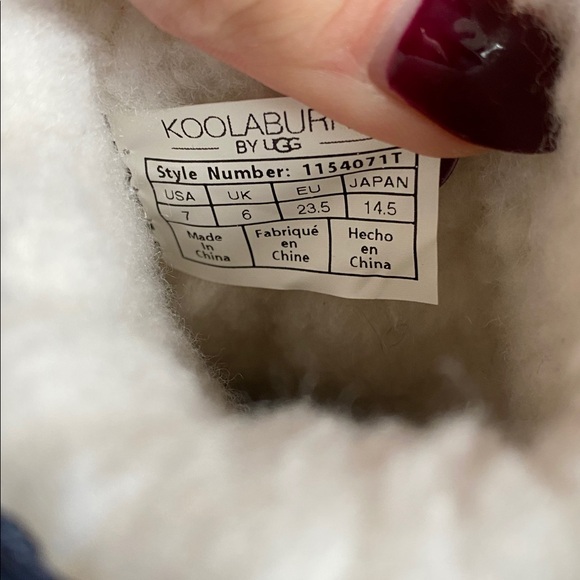 KOOLABURRA
BY UGG
Style Number: 1154071T
USA UK EU JAPAN
7 6 23.5 14.5
Made in China
Fabriqué en Chine
Hecho en China